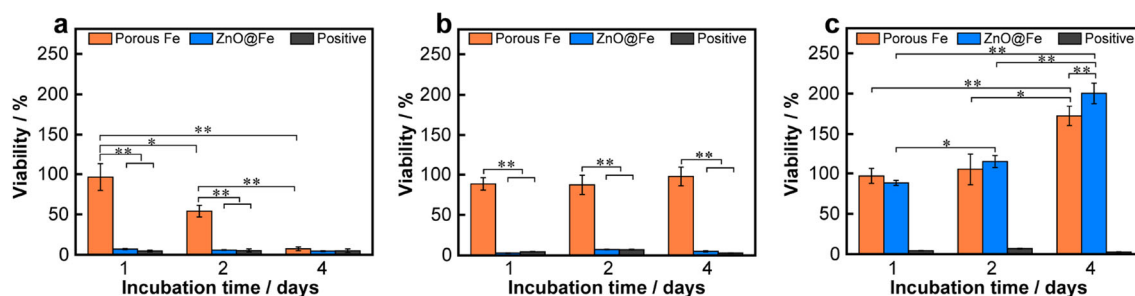 a
Porous Fe ZnO@Fe Positive
250
200
150
100
50
0
Viability / %
** 
*
**
**
**
1 2 4
Incubation time / days
b
Porous Fe ZnO@Fe Positive
250
200
150
100
50
0
Viability / %
** ** **
1 2 4
Incubation time / days
c
Porous Fe ZnO@Fe Positive
250
200
150
100
50
0
Viability / %
**
**
**
**
*
*
1 2 4
Incubation time / days